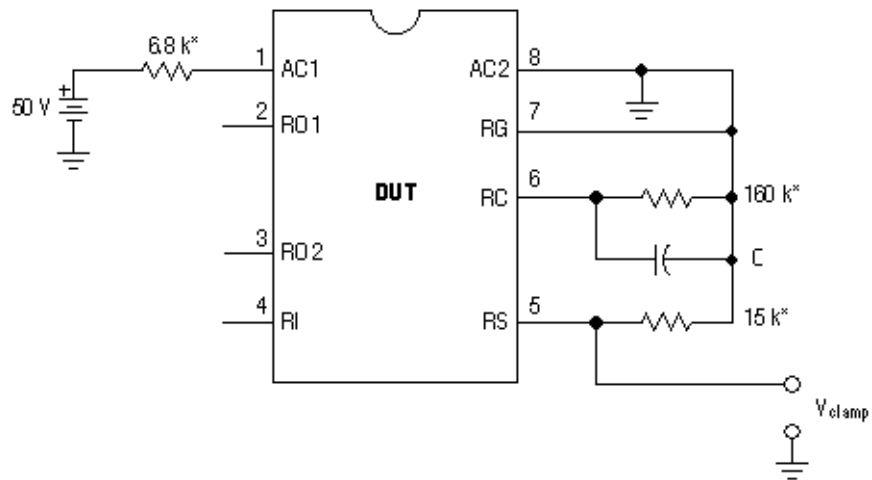 6.8 k*
50 V
+
1
AC1
2
RO1
3
RO2
4
RI
DUT
AC2
8
RG
7
RC
6
RS
5
160 k*
C
15 k*
Vclamp